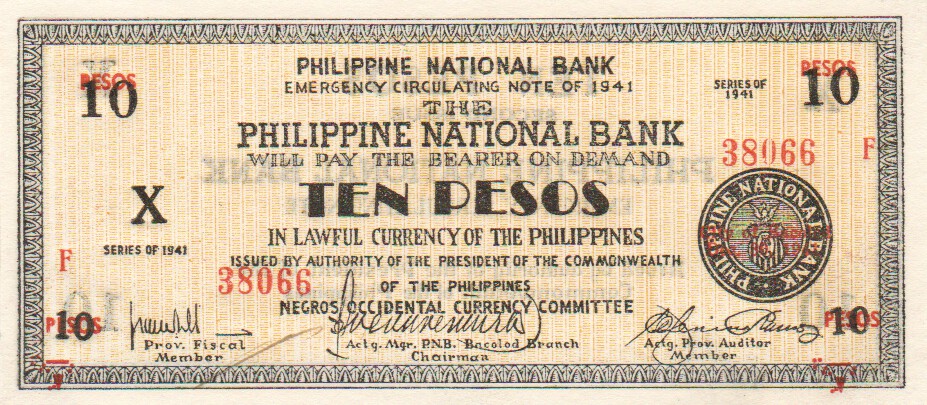 PESOS
10
PHILIPPINE NATIONAL BANK
EMERGENCY CIRCULATING NOTE OF 1941
SERIES OF
1941
PESOS
10
THE
PHILIPPINE NATIONAL BANK
WILL PAY THE BEARER ON DEMAND
38066 F
X
TEN PESOS
PHILIPPINE NATIONAL BANK
SERIES OF 1941
IN LAWFUL CURRENCY OF THE PHILIPPINES
ISSUED BY AUTHORITY OF THE PRESIDENT OF THE COMMONWEALTH
F
38066
OF THE PHILIPPINES
NEGROS OCCIDENTAL CURRENCY COMMITTEE
PESOS
10
Prov. Fiscal
Member
Actg. Mgr. P.N.B. Bacolod Branch
Chairman
Actg. Prov. Auditor
Member
PESOS
10